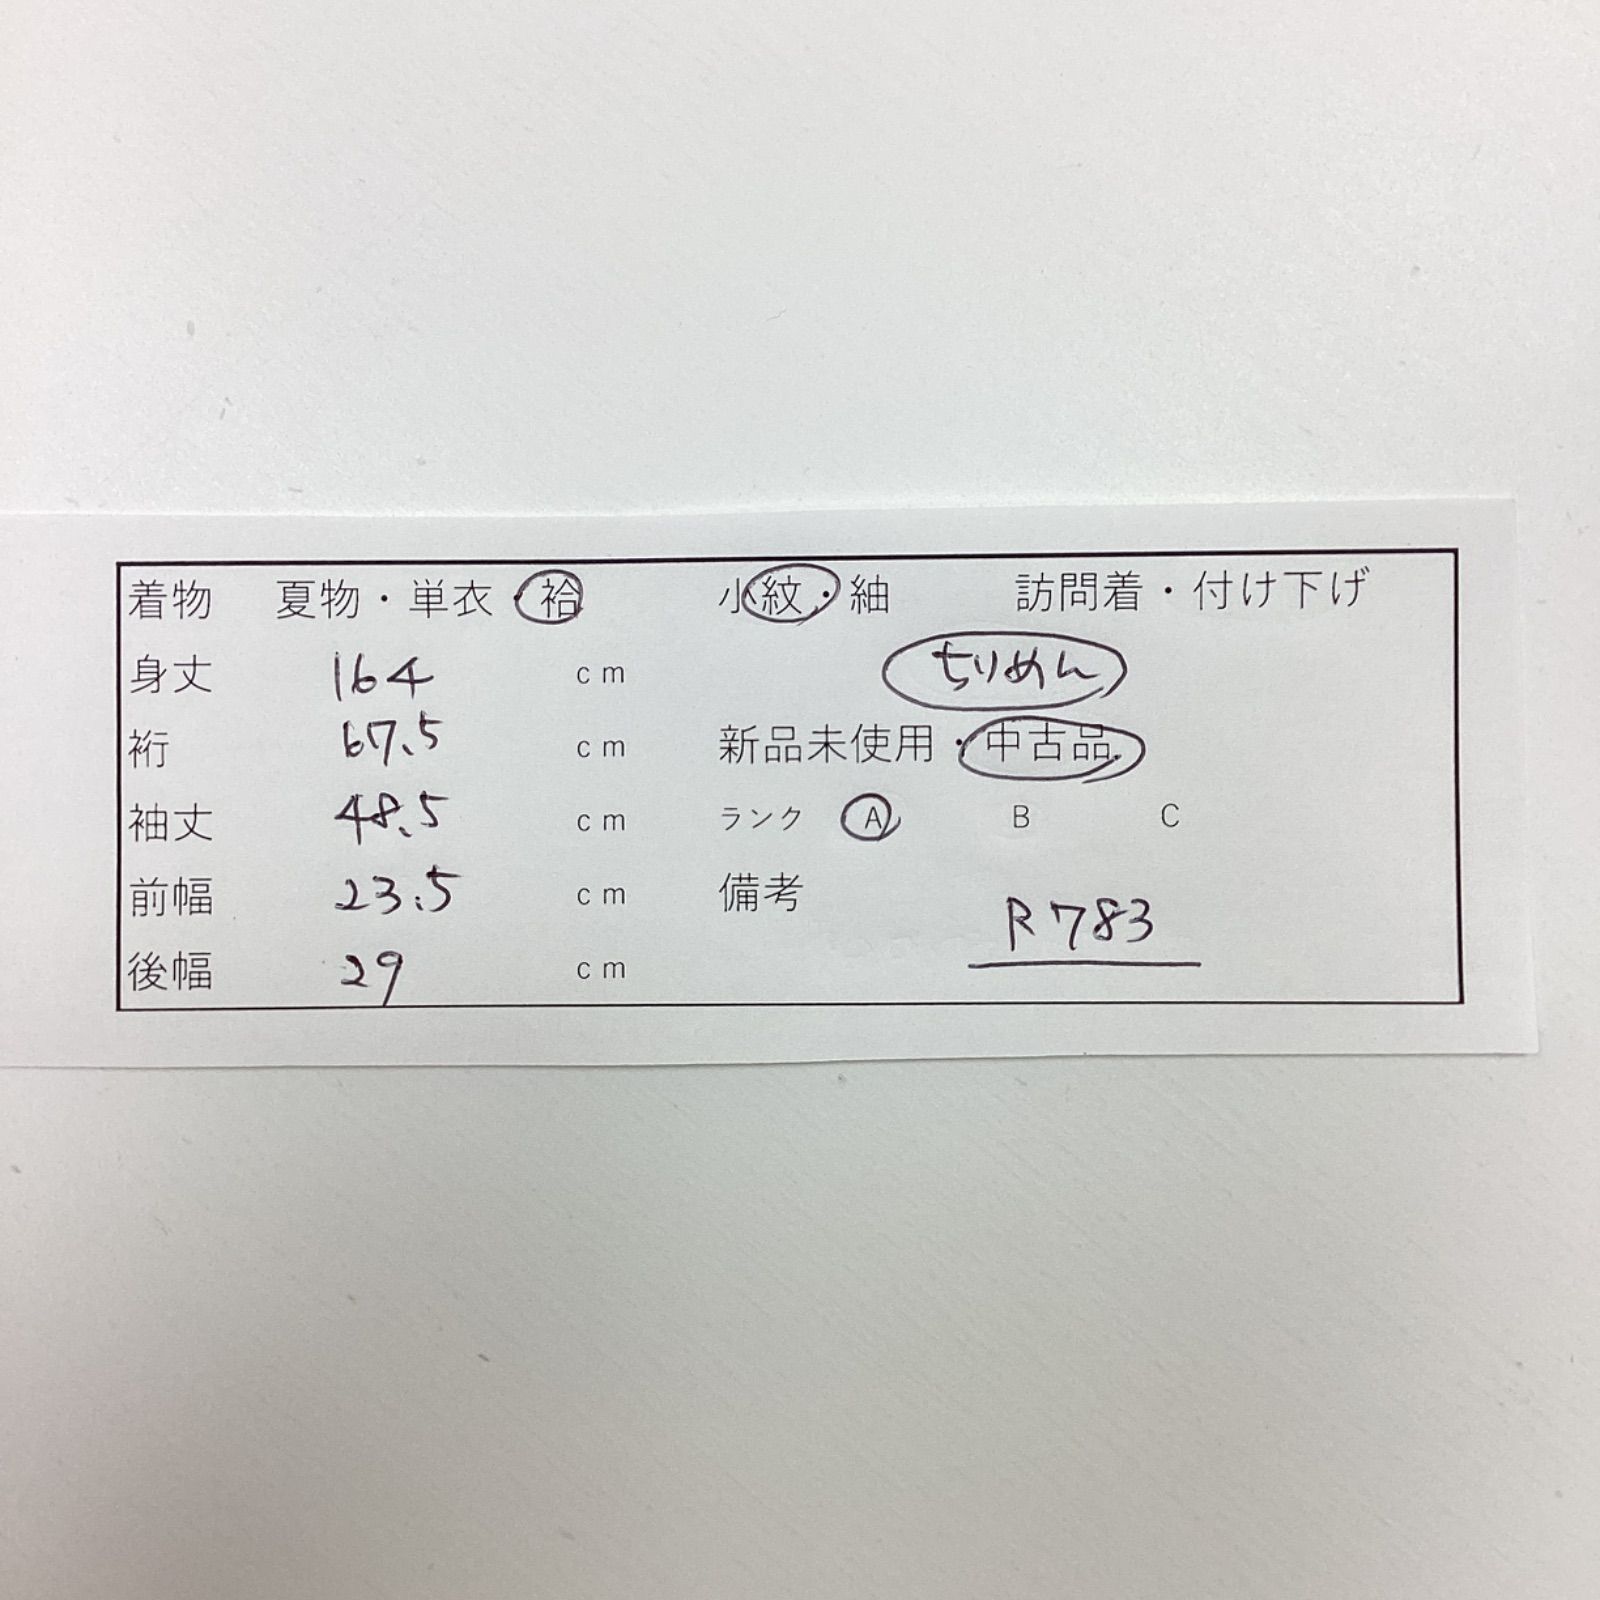 着物 夏物・単衣・袷 小紋・紬 訪問着・付け下げ
身丈 164 cm ちりめん
裄 67.5 cm 新品未使用・中古品
袖丈 48.5 cm ランク A B C
前幅 23.5 cm 備考
R783
後幅 29 cm